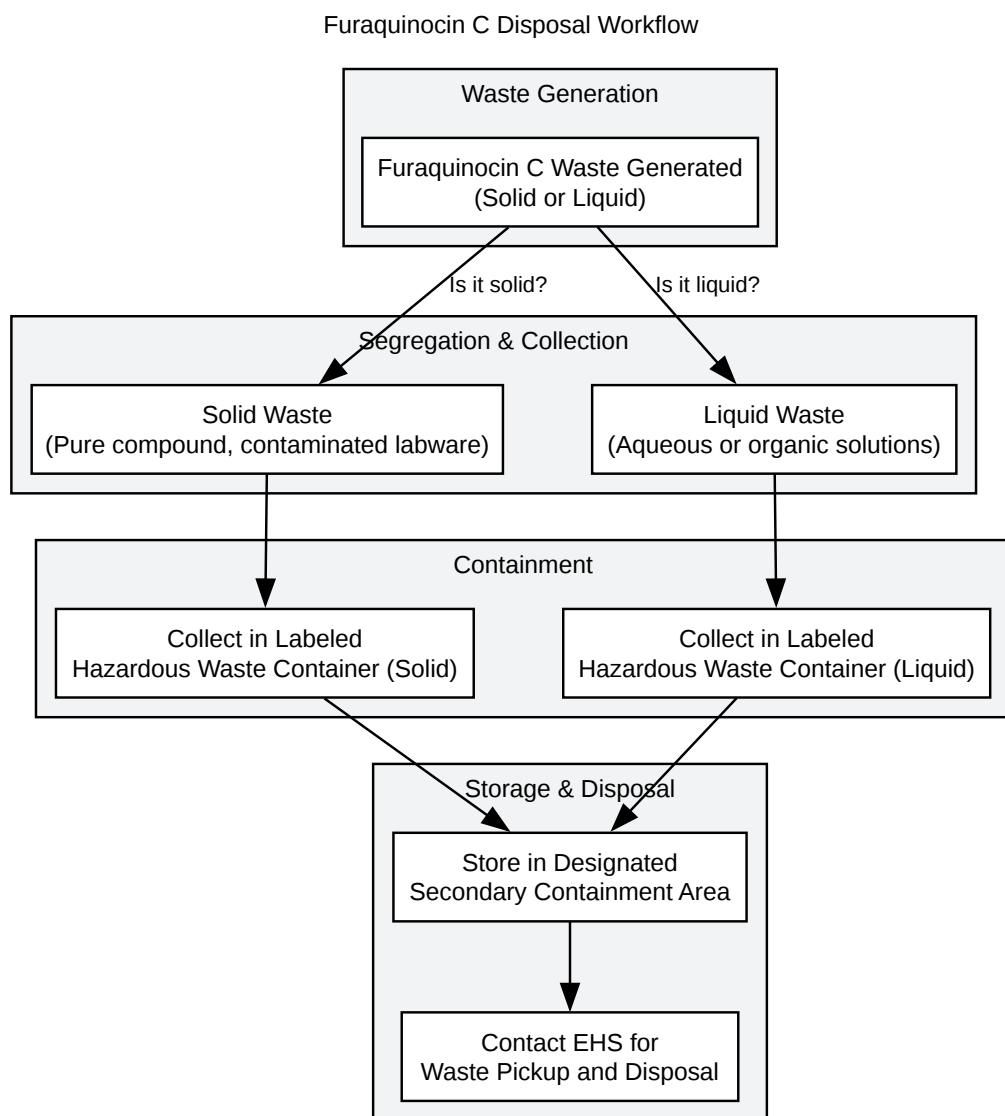 Furaquinocin C Disposal Workflow
Waste Generation
Furaquinocin C Waste Generated
(Solid or Liquid)
Is it solid?
Is it liquid?
Segregation & Collection
Solid Waste
(Pure compound, contaminated labware)
Liquid Waste
(Aqueous or organic solutions)
Containment
Collect in Labeled
Hazardous Waste Container (Solid)
Collect in Labeled
Hazardous Waste Container (Liquid)
Storage & Disposal
Store in Designated
Secondary Containment Area
Contact EHS for
Waste Pickup and Disposal